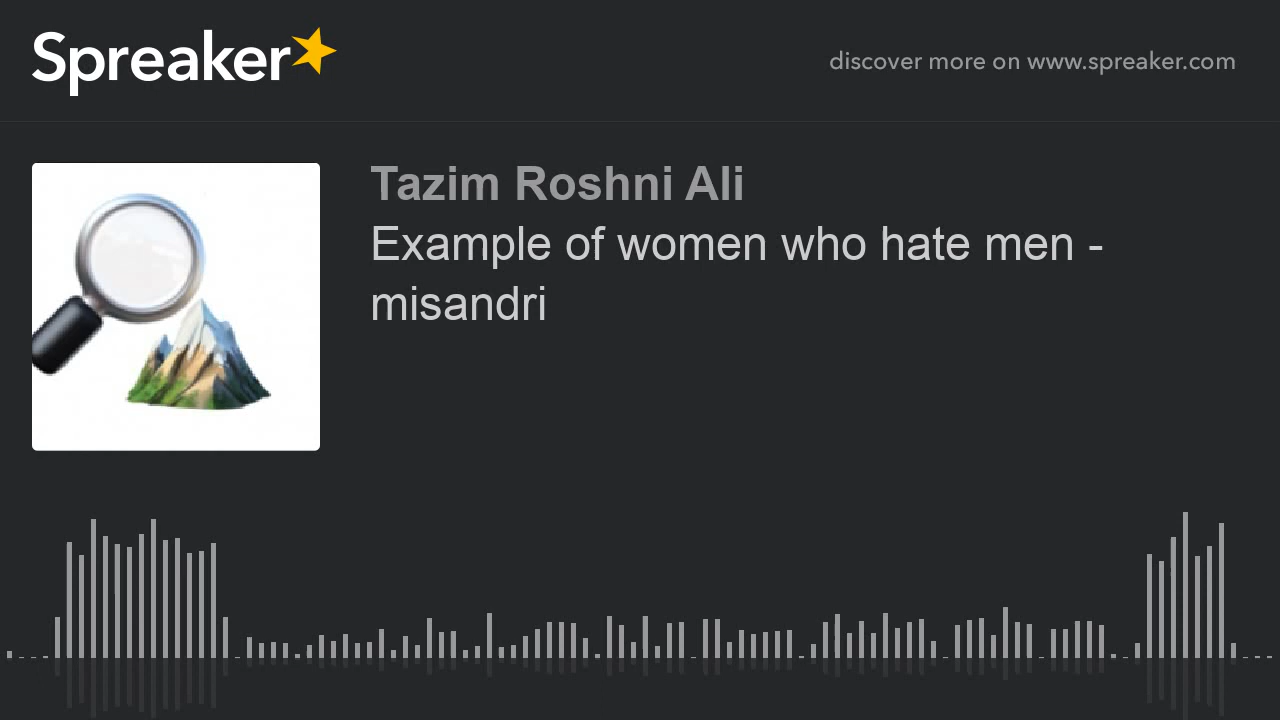 Spreaker
discover more on www.spreaker.com
Tazim Roshni Ali
Example of women who hate men -
misandri